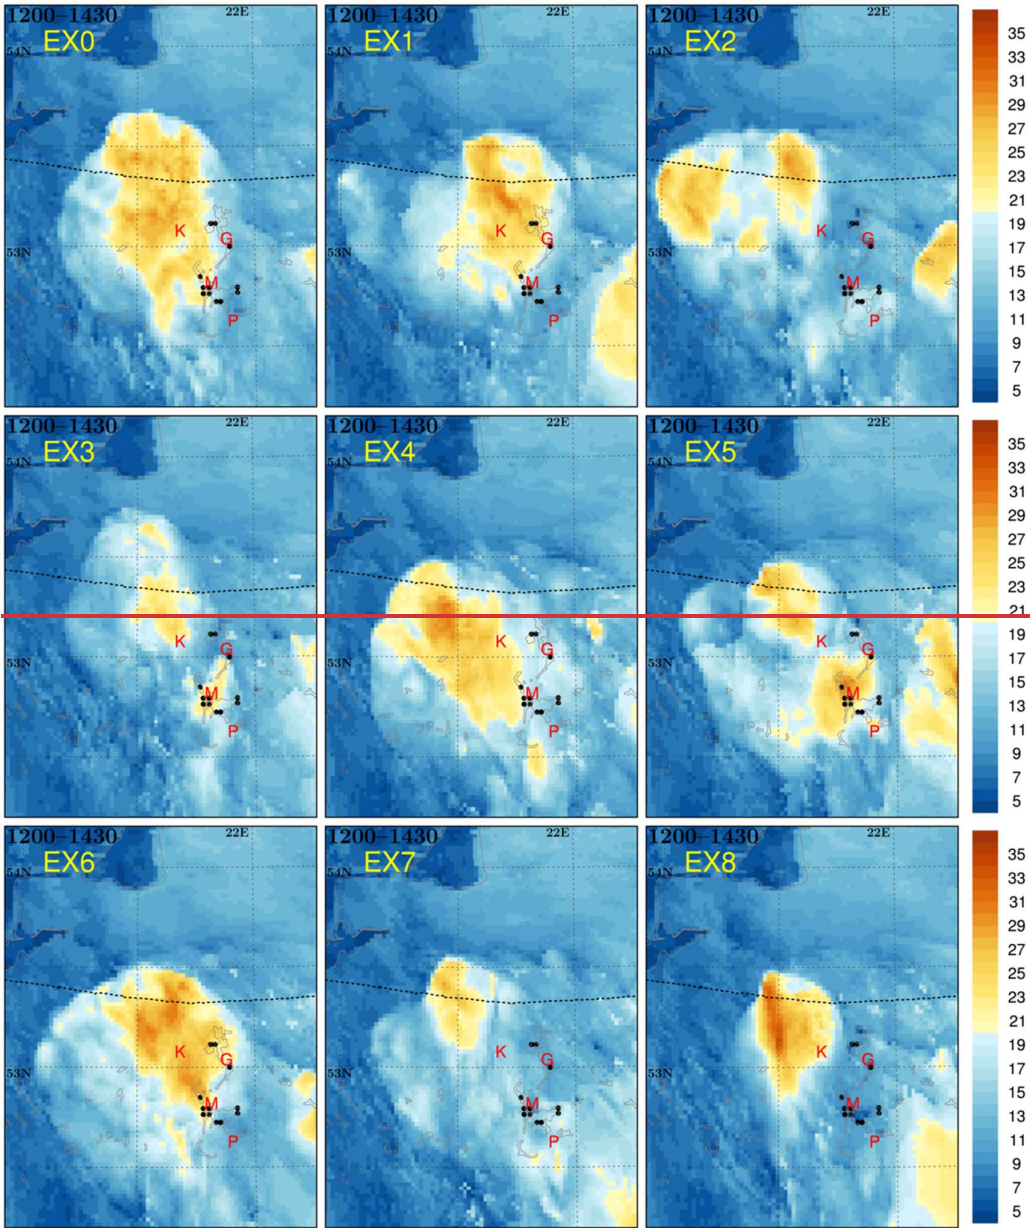 1200–1430 22E
EX0
54N
K
G
53N
M
P
1200–1430 22E
EX1
54N
K
G
53N
M
P
1200–1430 22E
EX2
54N
K
G
53N
M
P
35
33
31
29
27
25
23
21
19
17
15
13
11
9
7
5
1200–1430 22E
EX3
54N
K
G
53N
M
P
1200–1430 22E
EX4
54N
K
G
53N
M
P
1200–1430 22E
EX5
54N
K
G
53N
M
P
35
33
31
29
27
25
23
21
19
17
15
13
11
9
7
5
1200–1430 22E
EX6
54N
K
G
53N
M
P
1200–1430 22E
EX7
54N
K
G
53N
M
P
1200–1430 22E
EX8
54N
K
G
53N
M
P
35
33
31
29
27
25
23
21
19
17
15
13
11
9
7
5